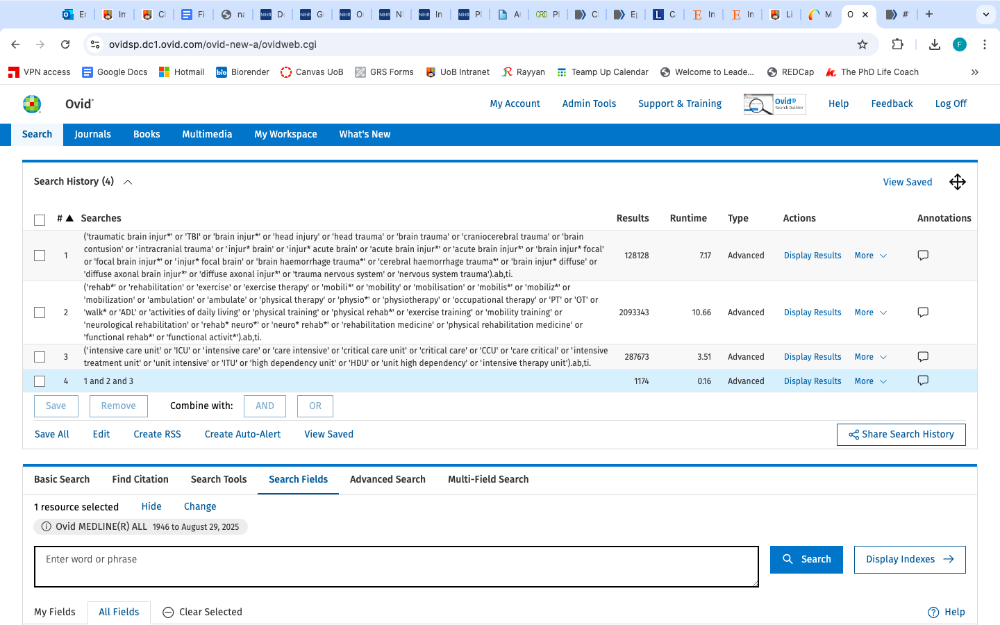 En
In
Cl
Fi
na
D
G
O
N
In
Pl
A
CRD Pl
C
Ep
C
In
In
Li
M
O
#
ovidsp.dc1.ovid.com/ovid-new-a/ovidweb.cgi
F
VPN access
Google Docs
Hotmail
Biorender
Canvas UoB
GRS Forms
UoB Intranet
Rayyan
Teamp Up Calendar
Welcome to Leade...
REDCap
The PhD Life Coach
Ovid®
My Account
Admin Tools
Support & Training
Ovid®
Search Builder
Help
Feedback
Log Off
Search
Journals
Books
Multimedia
My Workspace
What's New
Search History (4)
View Saved
# ▲ Searches
Results
Runtime
Type
Actions
Annotations
1
('traumatic brain injur*' or 'TBI' or 'brain injur*' or 'head injury' or 'head trauma' or 'brain trauma' or 'craniocerebral trauma' or 'brain
contusion' or 'intracranial trauma' or 'injur* brain' or 'injur* acute brain' or 'acute brain injur*' or 'acute brain injur*' or 'brain injur* focal'
or 'focal brain injur*' or 'injur* focal brain' or 'brain haemorrhage trauma*' or 'cerebral haemorrhage trauma*' or 'brain injur* diffuse' or
'diffuse axonal brain injur*' or 'diffuse axonal injur*' or 'trauma nervous system' or 'nervous system trauma').ab,ti.
128128
7.17
Advanced
Display Results
More
2
('rehab*' or 'rehabilitation' or 'exercise' or 'exercise therapy' or 'mobili*' or 'mobility' or 'mobilisation' or 'mobilis*' or 'mobiliz*' or
'mobilization' or 'ambulation' or 'ambulate' or 'physical therapy' or 'physio*' or 'physiotherapy' or 'occupational therapy' or 'PT' or 'OT' or
'walk* or 'ADL' or 'activities of daily living' or 'physical training' or 'physical rehab*' or 'exercise training' or 'mobility training' or
'neurological rehabilitation' or 'rehab* neuro*' or 'neuro* rehab*' or 'rehabilitation medicine' or 'physical rehabilitation medicine' or
'functional rehab*' or 'functional activit*').ab,ti.
2093343
10.66
Advanced
Display Results
More
3
('intensive care unit' or 'ICU' or 'intensive care' or 'care intensive' or 'critical care unit' or 'critical care' or 'CCU' or 'care critical' or 'intensive
treatment unit' or 'unit intensive' or 'ITU' or 'high dependency unit' or 'HDU' or 'unit high dependency' or 'intensive therapy unit').ab,ti.
287673
3.51
Advanced
Display Results
More
4
1 and 2 and 3
1174
0.16
Advanced
Display Results
More
Save
Remove
Combine with:
AND
OR
Save All
Edit
Create RSS
Create Auto-Alert
View Saved
Share Search History
Basic Search
Find Citation
Search Tools
Search Fields
Advanced Search
Multi-Field Search
1 resource selected
Hide
Change
Ovid MEDLINE(R) ALL 1946 to August 29, 2025
Enter word or phrase
Search
Display Indexes
My Fields
All Fields
Clear Selected
Help